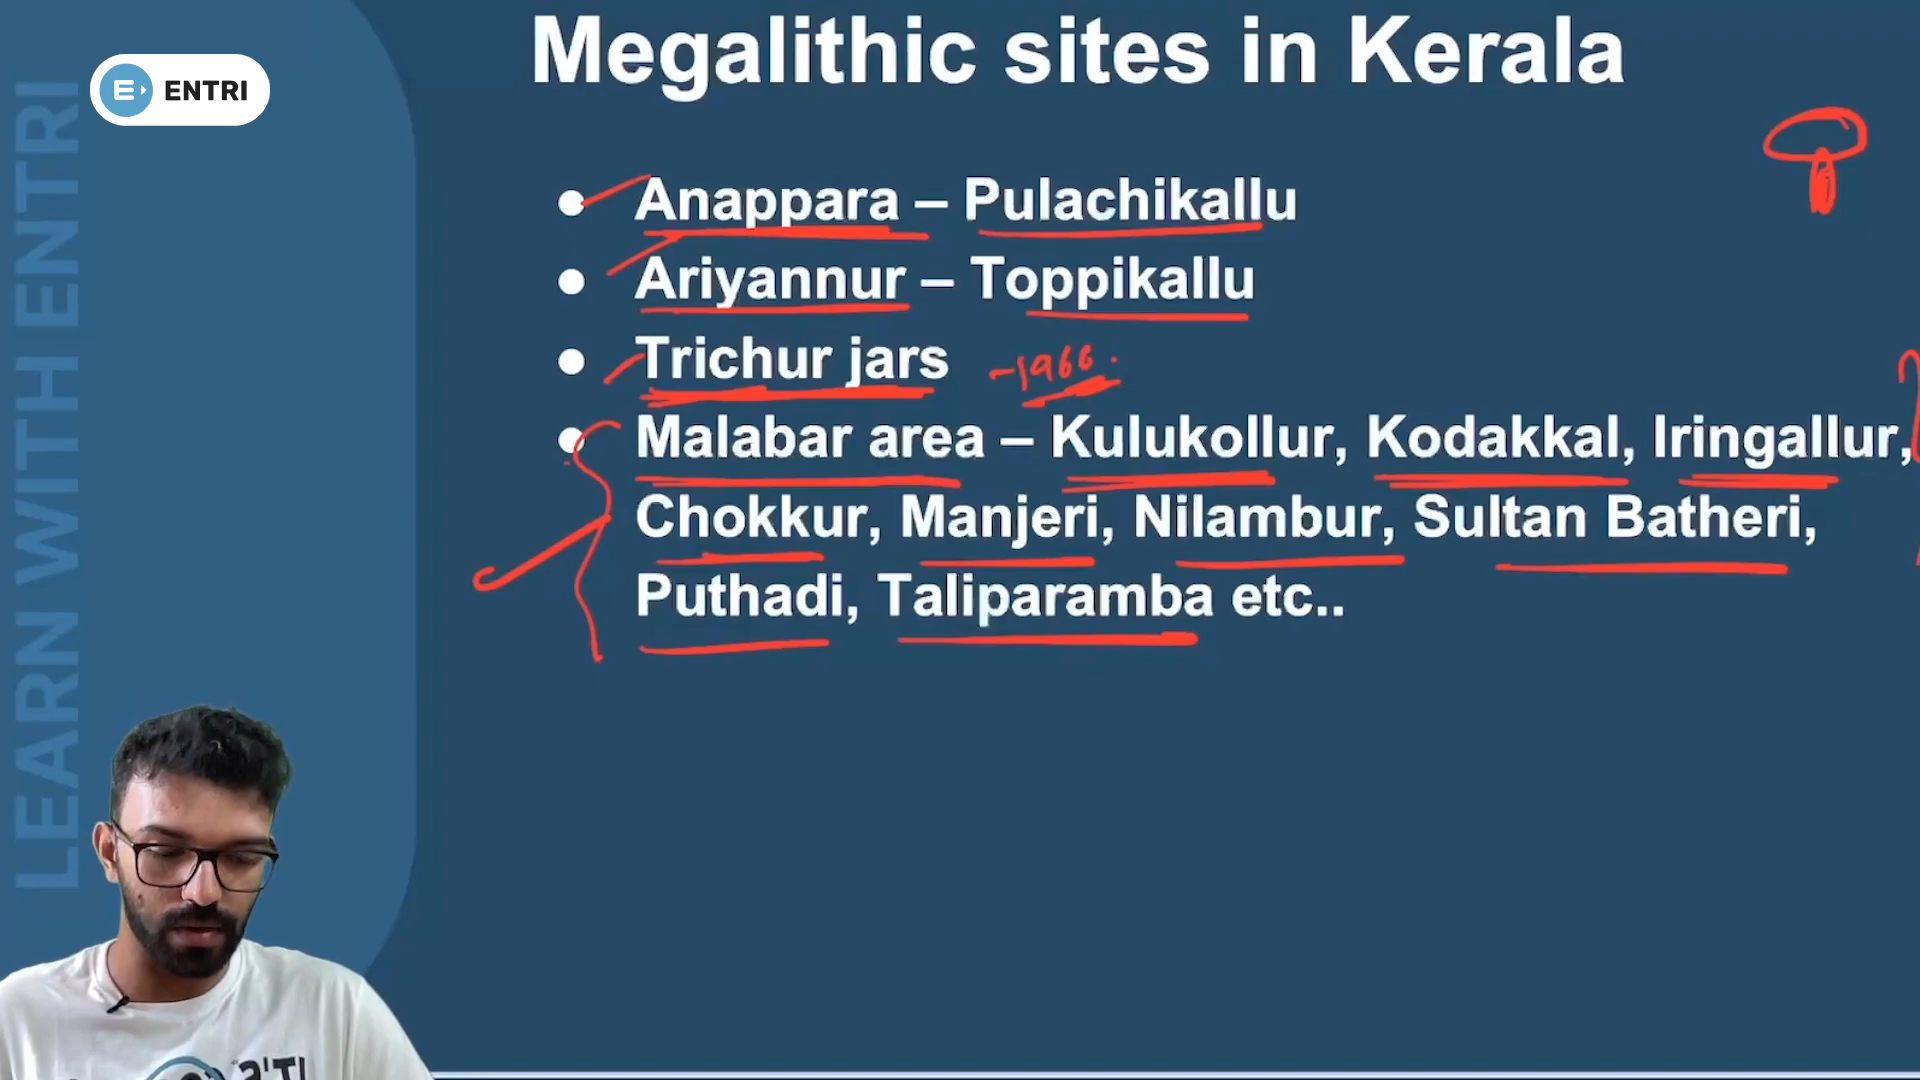 Megalithic sites in Kerala
ENTRI
LEARN WITH ENTRI
● Anappara – Pulachikallu
● Ariyannur – Toppikallu
● Trichur jars -1966.
● Malabar area – Kulukollur, Kodakkal, Iringallur,
Chokkur, Manjeri, Nilambur, Sultan Batheri,
Puthadi, Taliparamba etc..